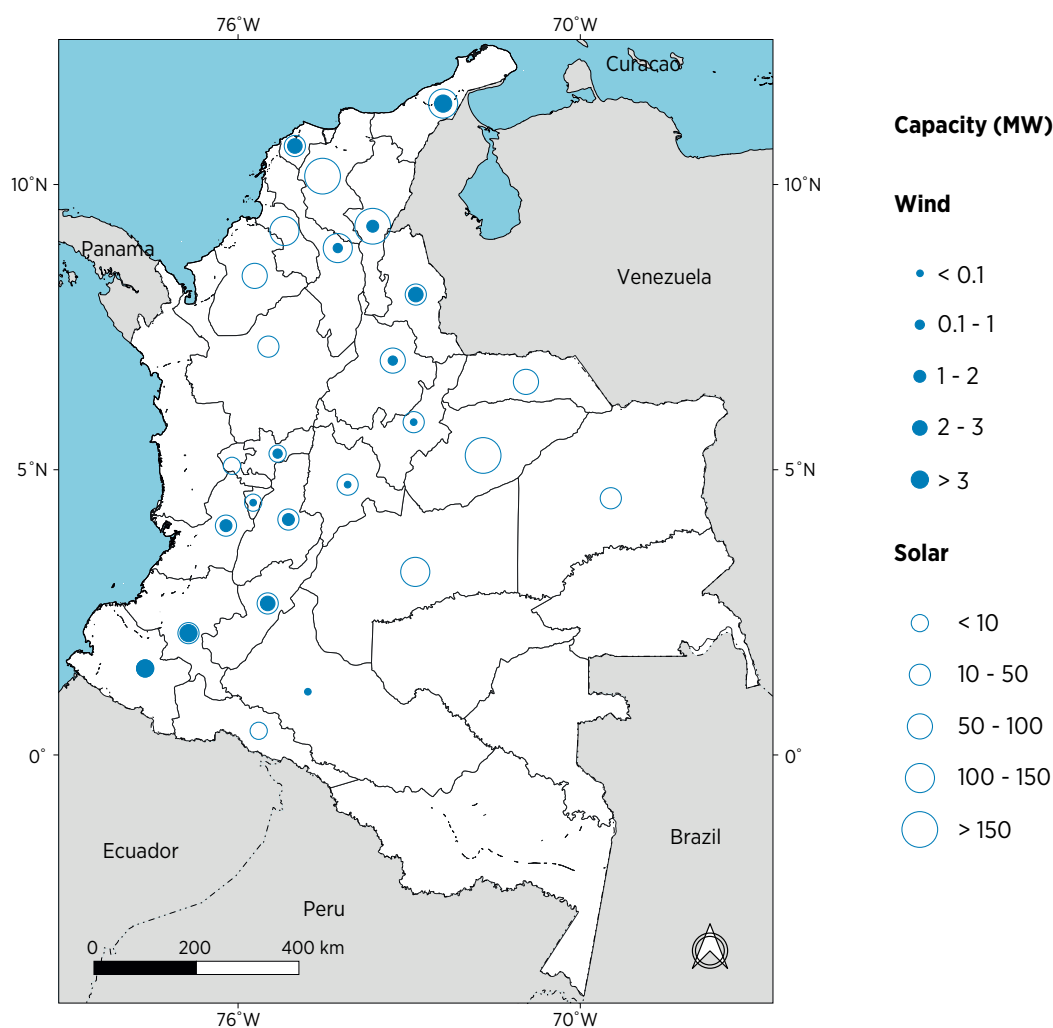 76˚W 70˚W
Curacao
10˚N 10˚N
Panama
Venezuela
5˚N 5˚N
0˚ 0˚
Ecuador
Brazil
Peru
0 200 400 km
76˚W 70˚W
Capacity (MW)
Wind
< 0.1
0.1 - 1
1 - 2
2 - 3
> 3
Solar
< 10
10 - 50
50 - 100
100 - 150
> 150